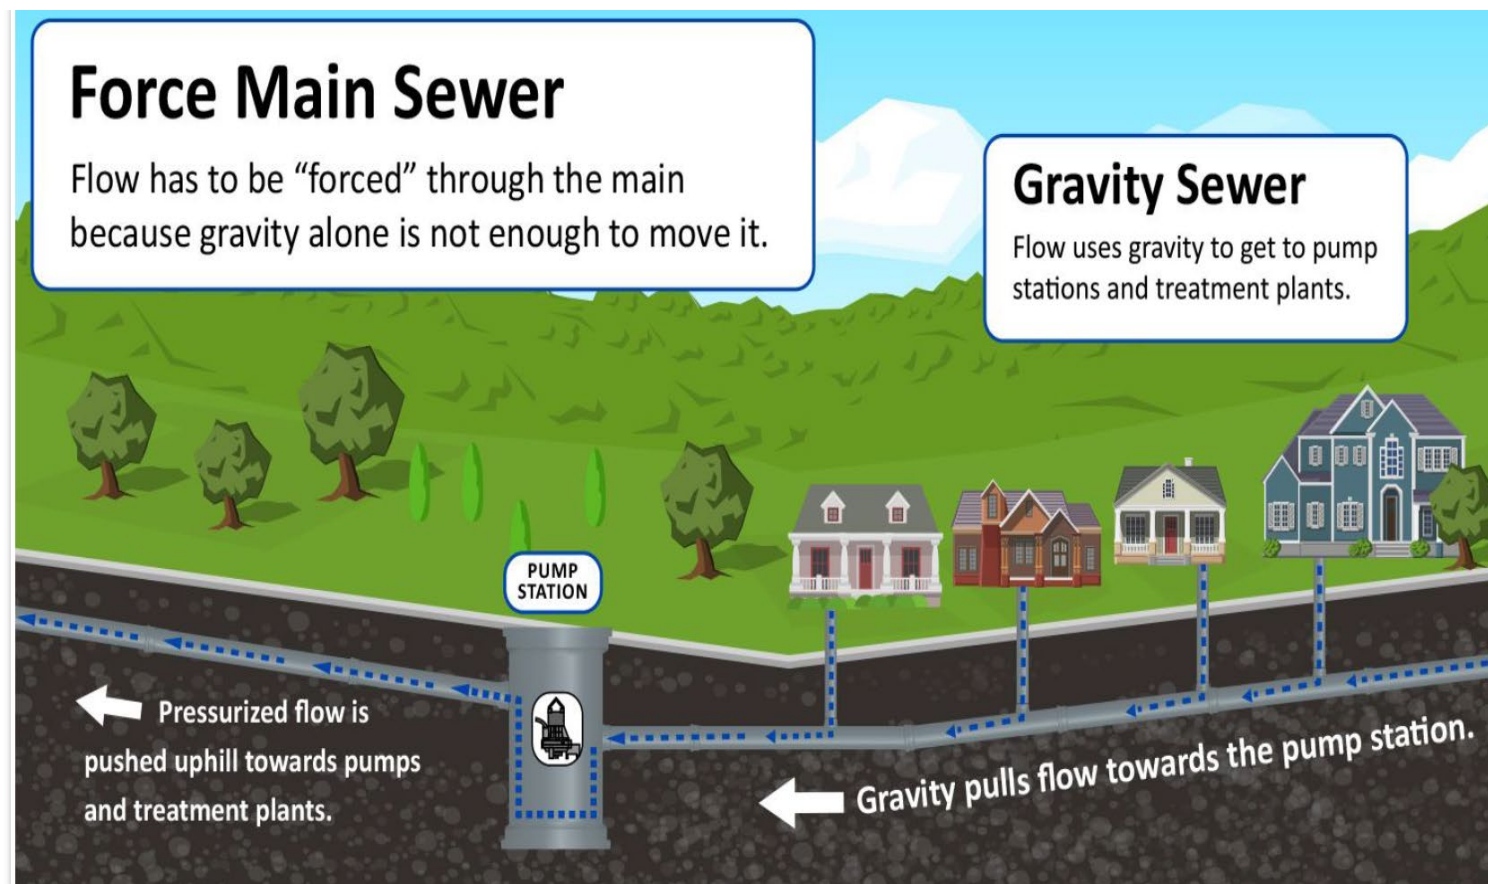 Force Main Sewer
Flow has to be “forced” through the main
because gravity alone is not enough to move it.
Gravity Sewer
Flow uses gravity to get to pump
stations and treatment plants.
PUMP
STATION
Pressurized flow is
pushed uphill towards pumps
and treatment plants.
Gravity pulls flow towards the pump station.